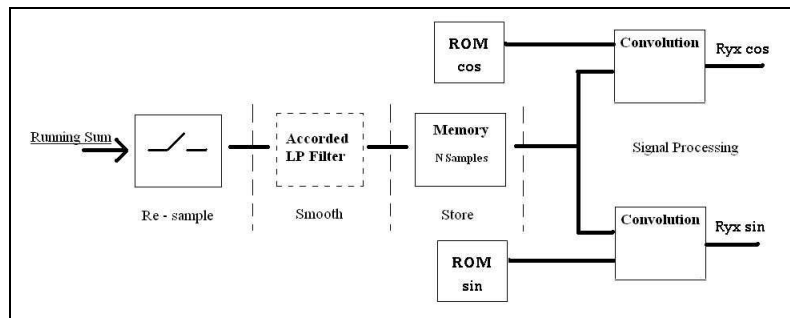 ROM
cos
Convolution
Ryx cos
Running Sum
Accorded
LP Filter
Memory
N Samples
Signal Processing
Re - sample
Smooth
Store
Convolution
Ryx sin
ROM
sin